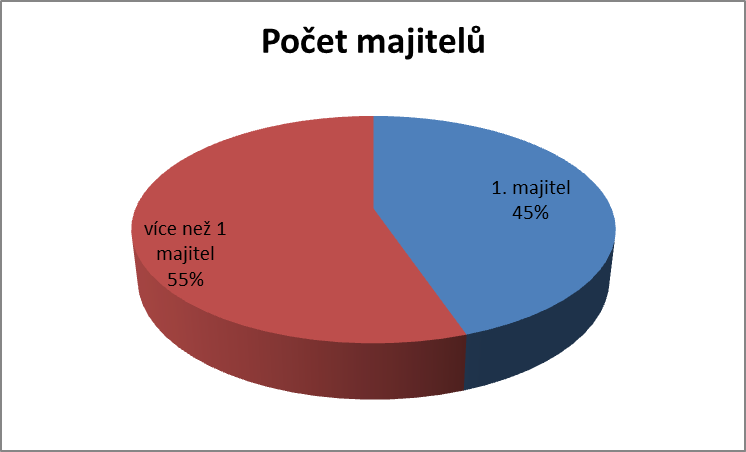 Počet majitelů
1. majitel
45%
více než 1
majitel
55%